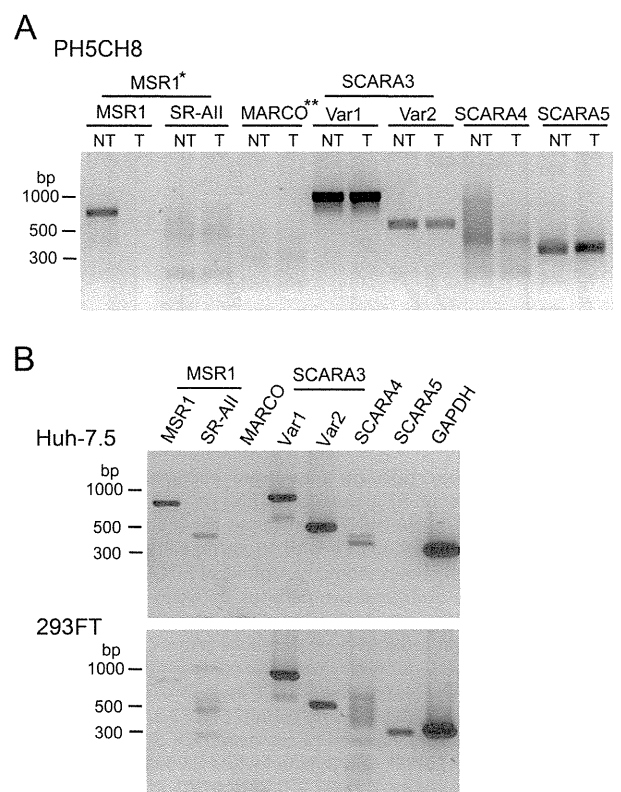 A
PH5CH8
MSR1* SCARA3
MSR1 SR-AII MARCO** Var1 Var2 SCARA4 SCARA5
NT T NT T NT T NT T NT T NT T NT T
bp
1000
500
300
B
MSR1 SCARA3
Huh-7.5 MSR1 SR-AII MARCO Var1 Var2 SCARA4 SCARA5 GAPDH
bp
1000
500
300
293FT
bp
1000
500
300